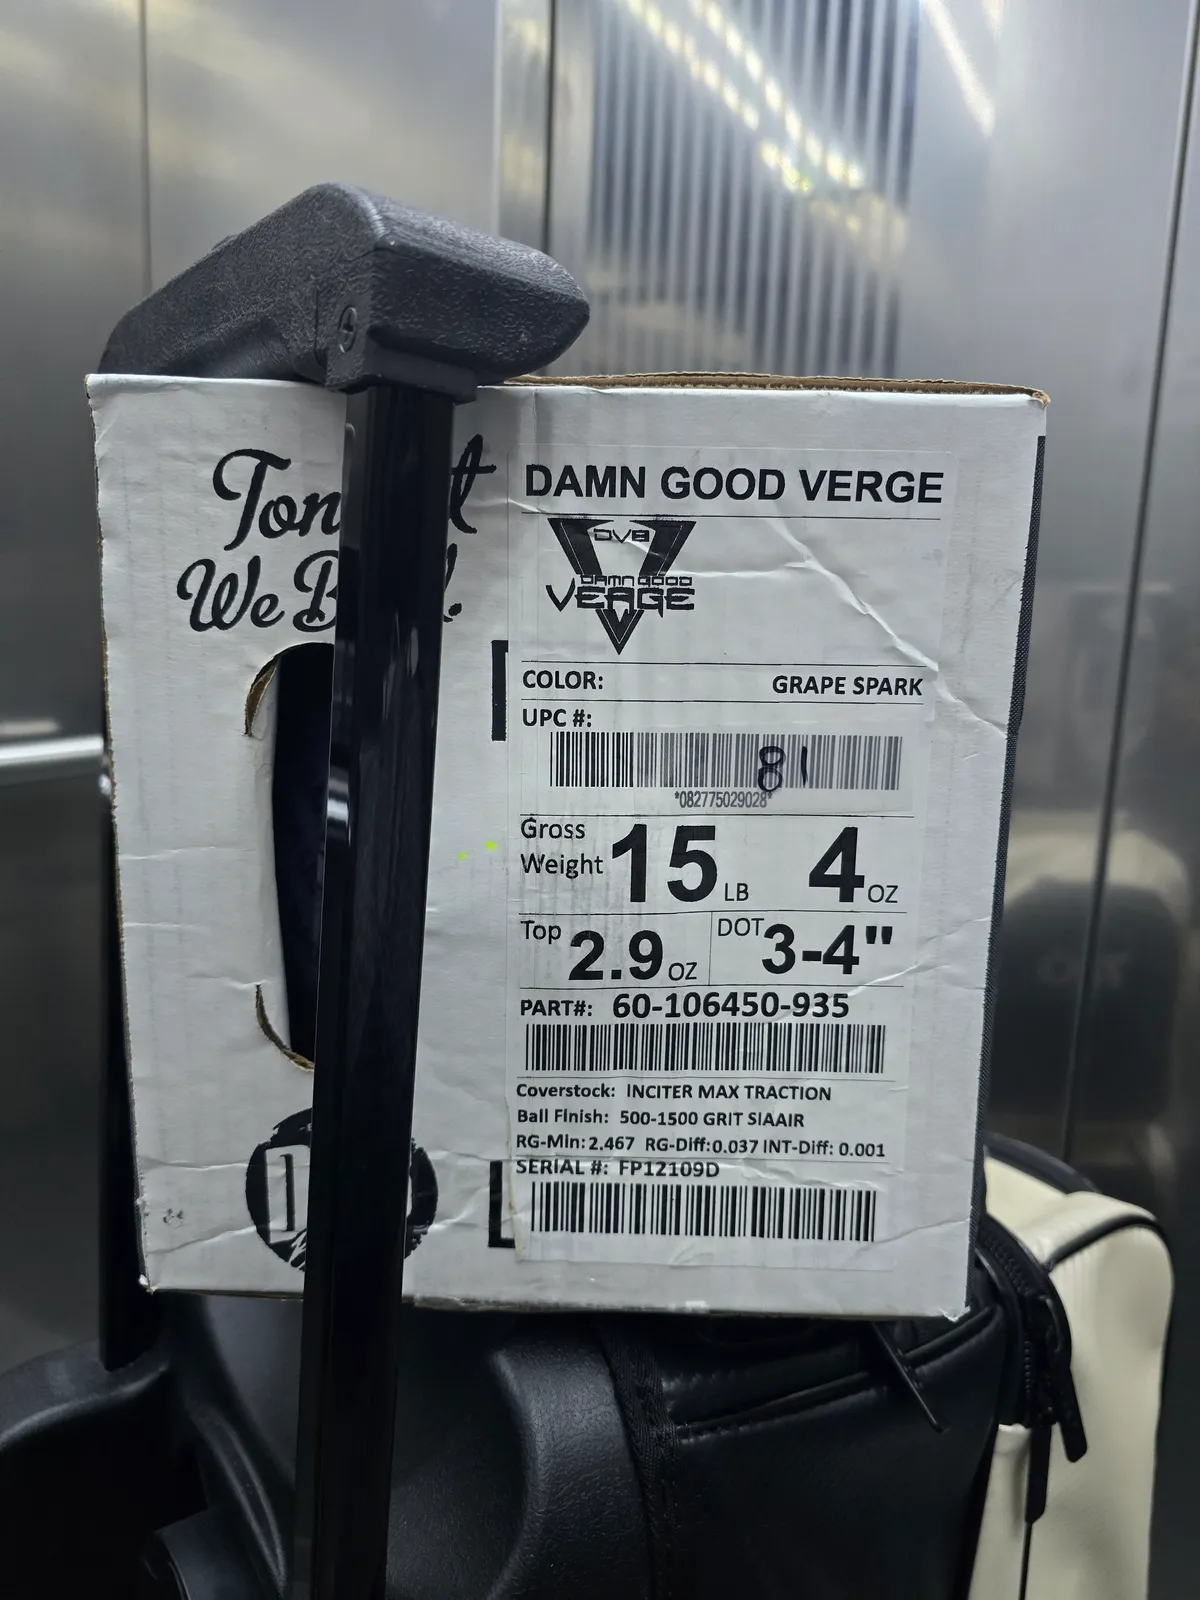 We
DAMN GOOD VERGE
DV8
DAMN GOOD
VERGE
COLOR: GRAPE SPARK
UPC #:
81
*082775029028*
Gross Weight 15 LB 4 OZ
Top 2.9 OZ DOT 3-4"
PART#: 60-106450-935
Coverstock: INCITER MAX TRACTION
Ball Finish: 500-1500 GRIT SIAAIR
RG-Min: 2.467 RG-Diff: 0.037 INT-Diff: 0.001
SERIAL #: FP12109D